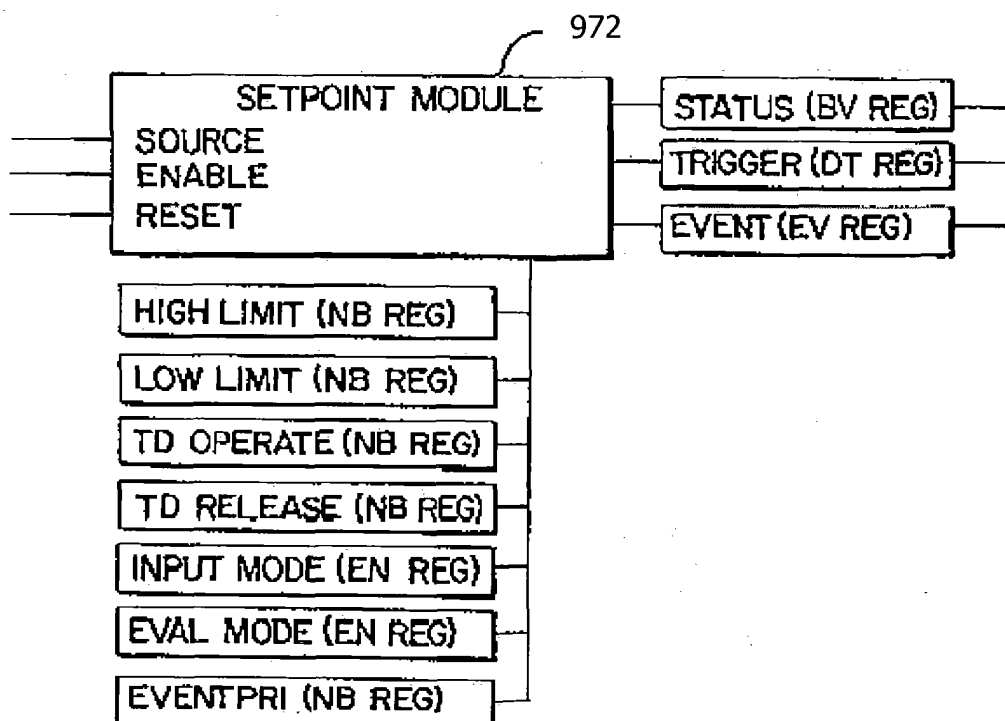 972
SETPOINT MODULE
SOURCE
ENABLE
RESET
STATUS (BV REG)
TRIGGER (DT REG)
EVENT (EV REG)
HIGH LIMIT (NB REG)
LOW LIMIT (NB REG)
TD OPERATE (NB REG)
TD RELEASE (NB REG)
INPUT MODE (EN REG)
EVAL MODE (EN REG)
EVENTPRI (NB REG)